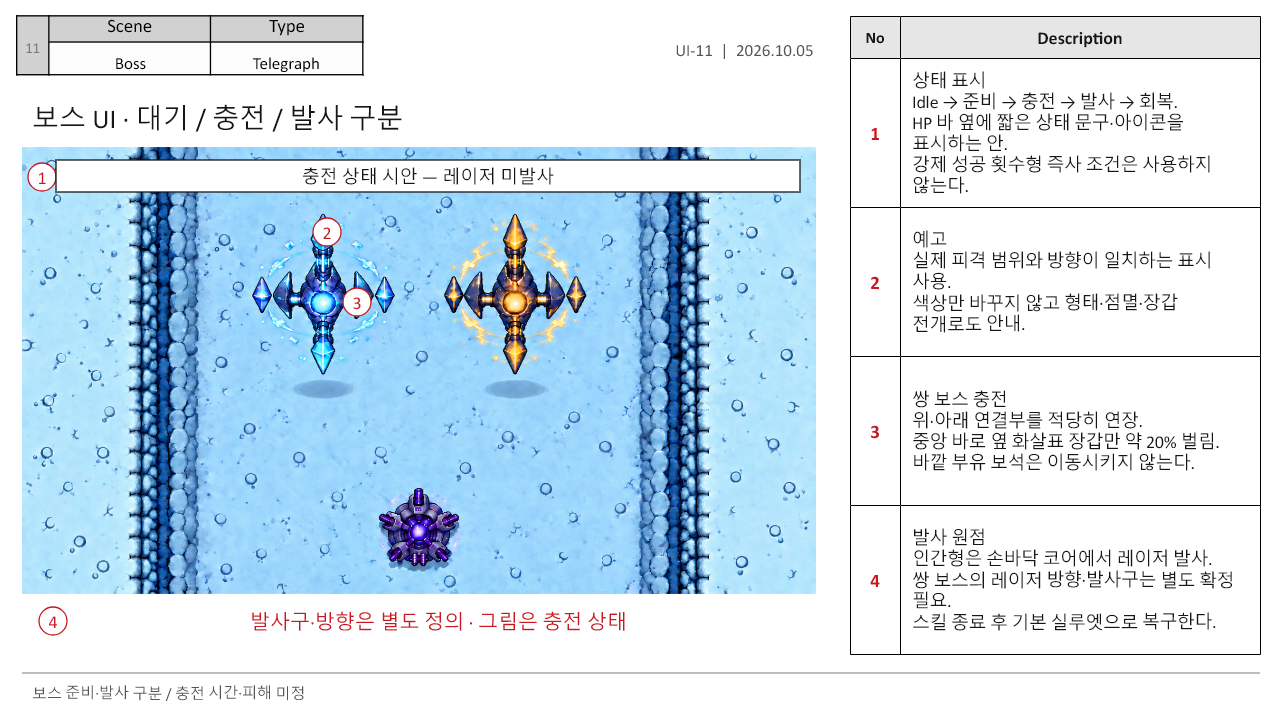 11
Scene
Type
Boss
Telegraph
UI-11 | 2026.10.05
보스 UI · 대기 / 충전 / 발사 구분
1
충전 상태 시안 — 레이저 미발사
2
3
4
발사구·방향은 별도 정의 · 그림은 충전 상태
No
Description
1
상태 표시
Idle → 준비 → 충전 → 발사 → 회복.
HP 바 옆에 짧은 상태 문구·아이콘을
표시하는 안.
강제 성공 횟수형 즉사 조건은 사용하지
않는다.
2
예고
실제 피격 범위와 방향이 일치하는 표시
사용.
색상만 바꾸지 않고 형태·점멸·장갑
전개로도 안내.
3
쌍 보스 충전
위·아래 연결부를 적당히 연장.
중앙 바로 옆 화살표 장갑만 약 20% 벌림.
바깥 부유 보석은 이동시키지 않는다.
4
발사 원점
인간형은 손바닥 코어에서 레이저 발사.
쌍 보스의 레이저 방향·발사구는 별도 확정
필요.
스킬 종료 후 기본 실루엣으로 복구한다.
보스 준비·발사 구분 / 충전 시간·피해 미정